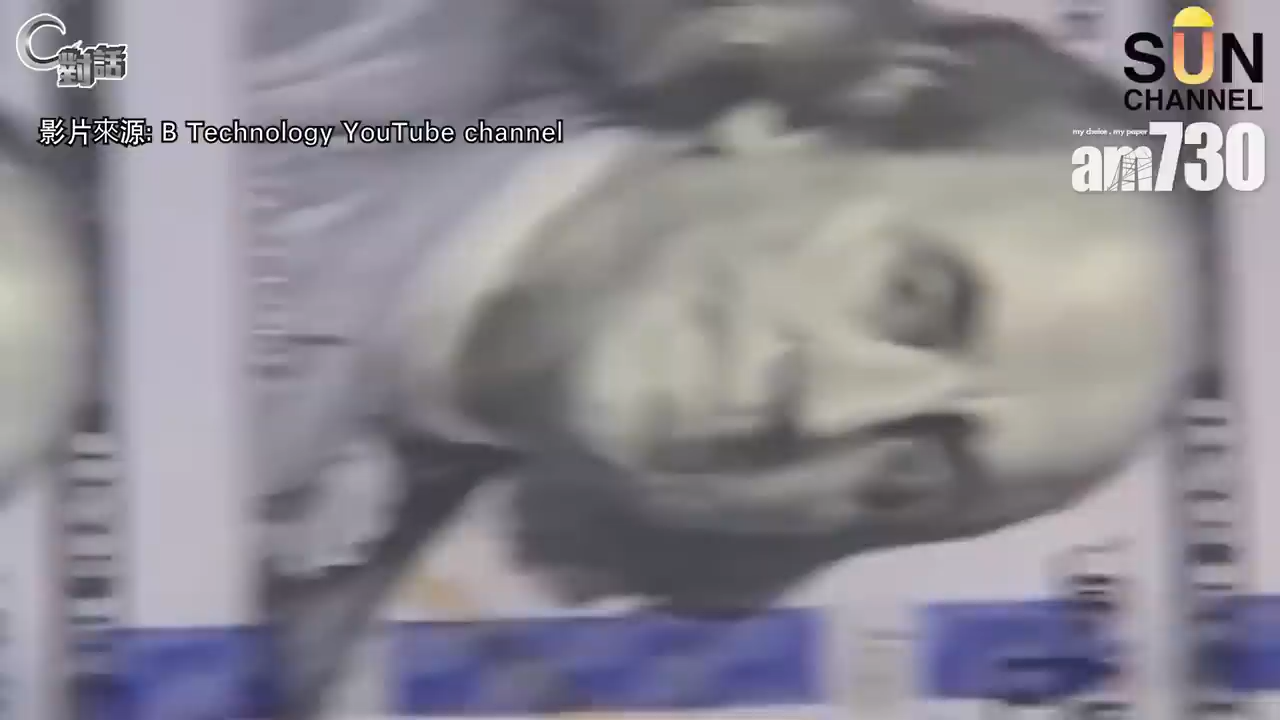 C對話
影片來源: B Technology YouTube channel
SUN
CHANNEL
my choice . my paper
am730